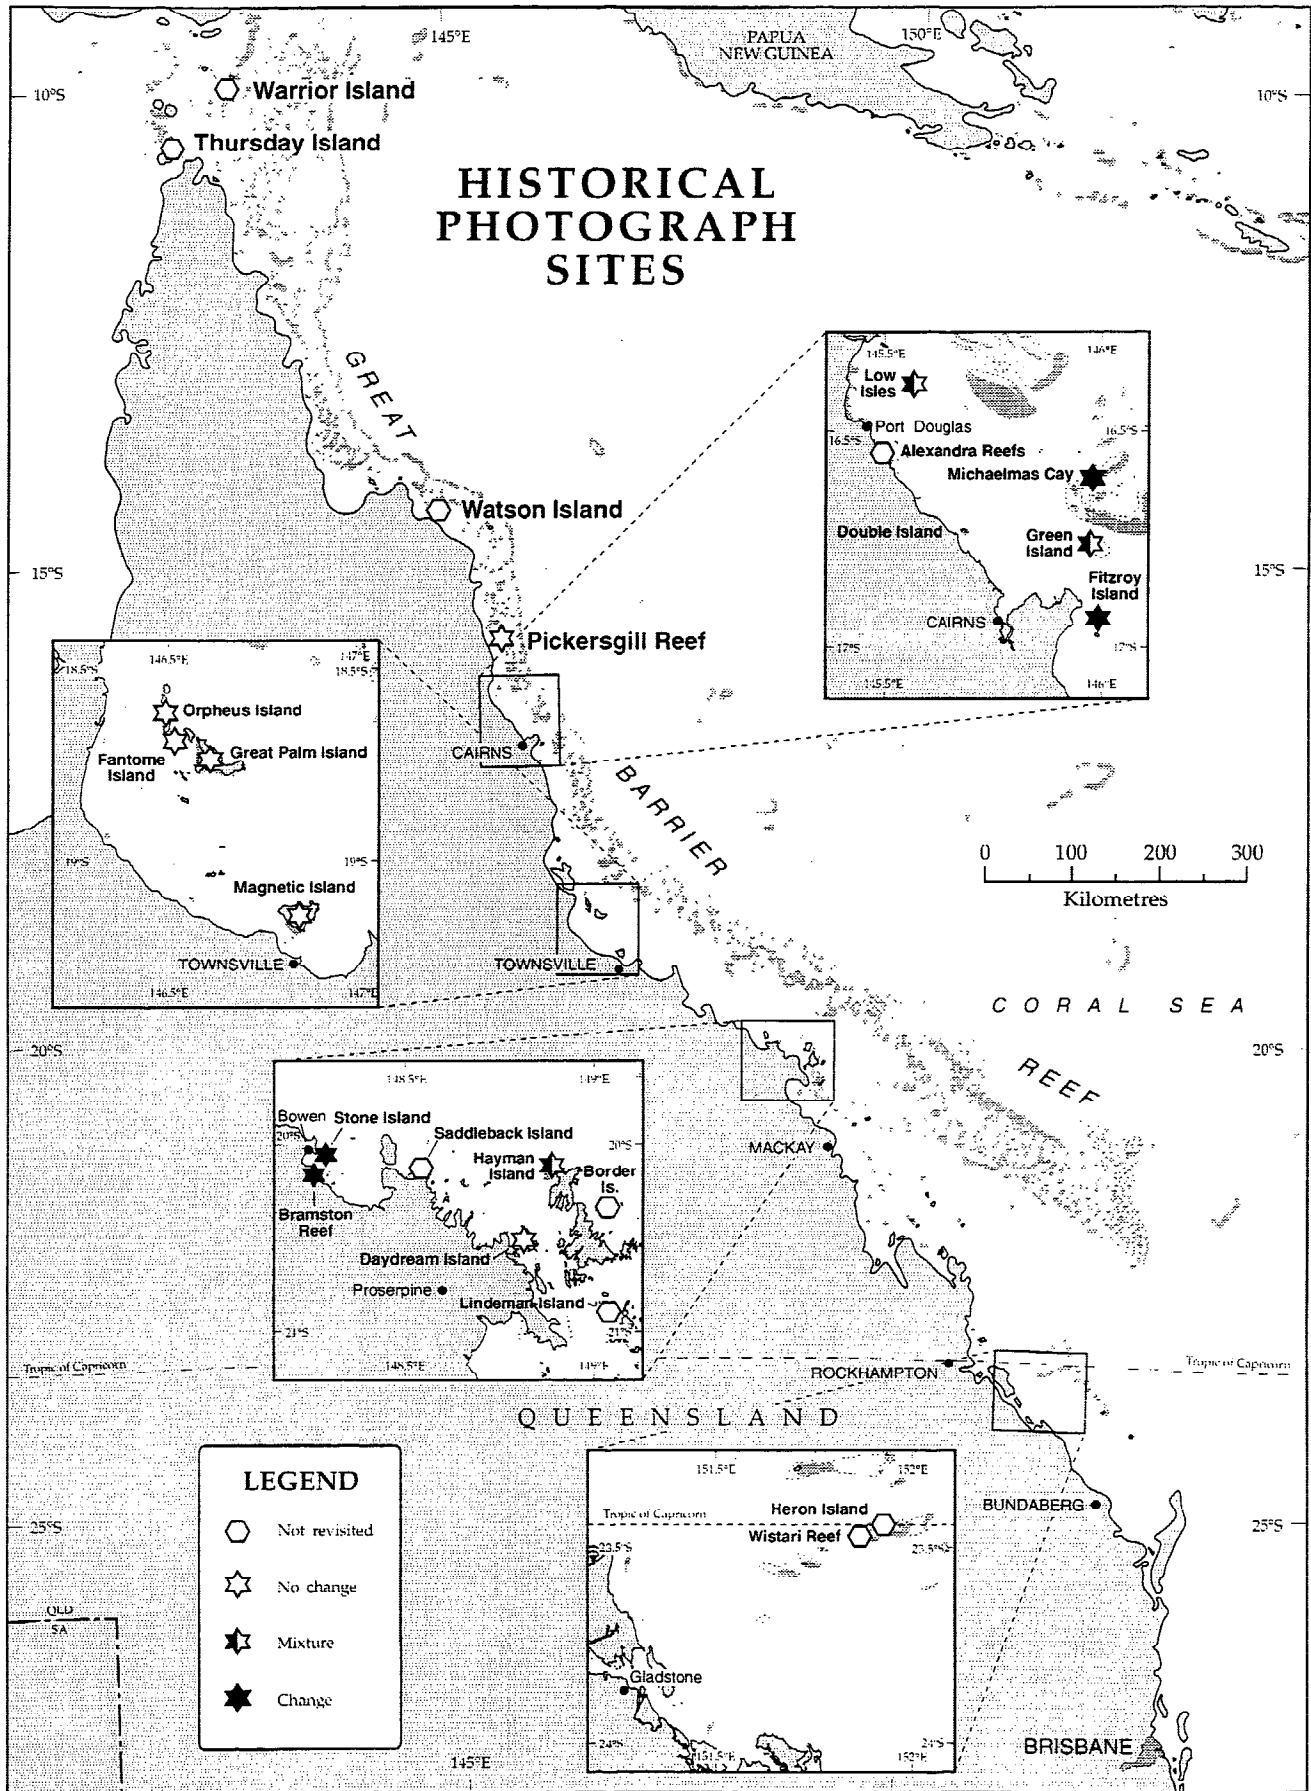 145°E
PAPUA
NEW GUINEA
150°E
10°S
10°S
Warrior Island
Thursday Island
HISTORICAL
PHOTOGRAPH
SITES
GREAT
BARRIER
REEF
Watson Island
15°S
15°S
Pickersgill Reef
CAIRNS
145.5°E
146°E
Low
Isles
Port Douglas
16.5°S
16.5°S
Alexandra Reefs
Michaelmas Cay
Double Island
Green
Island
Fitzroy
Island
CAIRNS
17°S
17°S
145.5°E
146°E
146.5°E
147°E
18.5°S
18.5°S
Orpheus Island
Fantome
Island
Great Palm Island
19°S
19°S
Magnetic Island
TOWNSVILLE
146.5°E
147°E
0 100 200 300
Kilometres
TOWNSVILLE
CORAL SEA
20°S
20°S
MACKAY
148.5°E
149°E
Bowen
20°S
Stone Island
Saddleback Island
20°S
Hayman
Island
Border
Is.
Bramston
Reef
Daydream Island
Proserpine
Lindeman Island
21°S
21°S
148.5°E
149°E
Tropic of Capricorn
Tropic of Capricorn
ROCKHAMPTON
QUEENSLAND
LEGEND
Not revisited
No change
Mixture
Change
151.5°E
152°E
Tropic of Capricorn
Heron Island
Wistari Reef
23.5°S
23.5°S
Gladstone
24°S
24°S
151.5°E
152°E
BUNDABERG
25°S
25°S
QLD
SA
145°E
BRISBANE